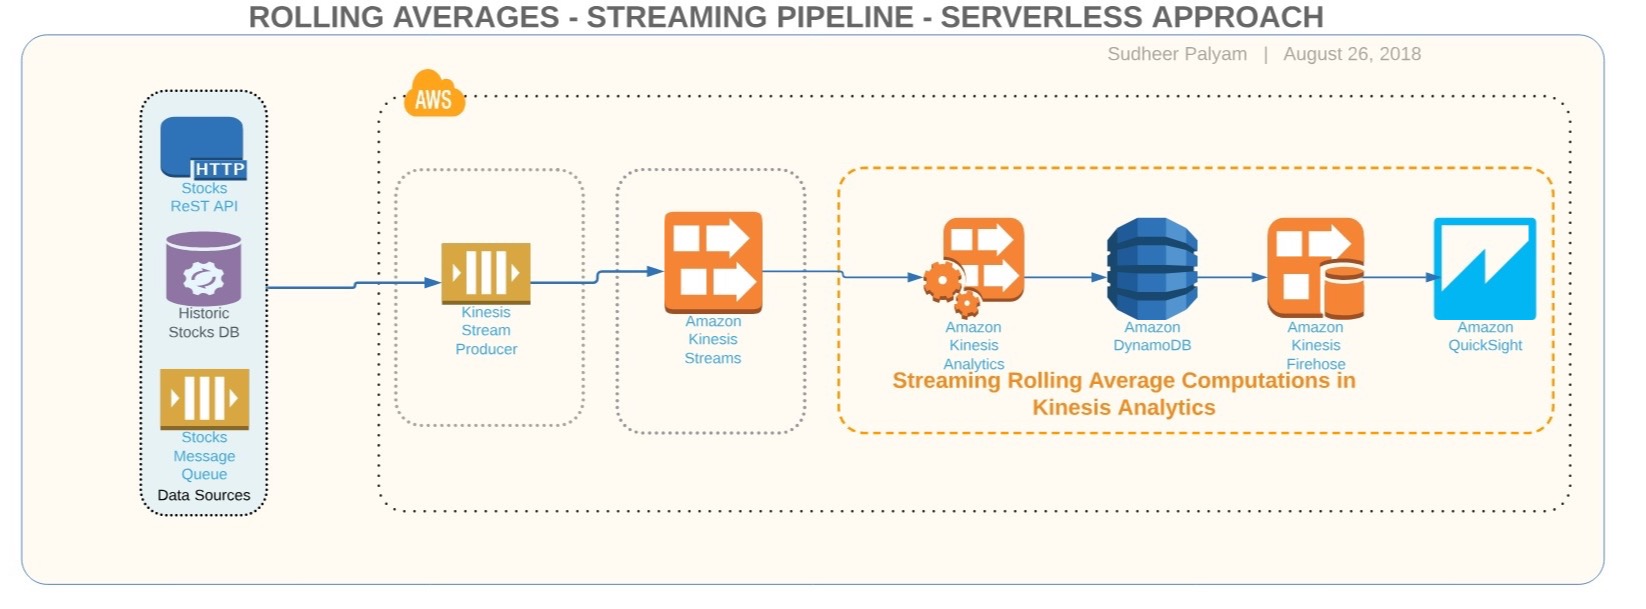 ROLLING AVERAGES - STREAMING PIPELINE - SERVERLESS APPROACH
Sudheer Palyam | August 26, 2018
AWS
HTTP
Stocks
ReST API
Historic
Stocks DB
Stocks
Message
Queue
Data Sources
Kinesis
Stream
Producer
Amazon
Kinesis
Streams
Amazon
Kinesis
Analytics
Amazon
DynamoDB
Amazon
Kinesis
Firehose
Amazon
QuickSight
Streaming Rolling Average Computations in
Kinesis Analytics